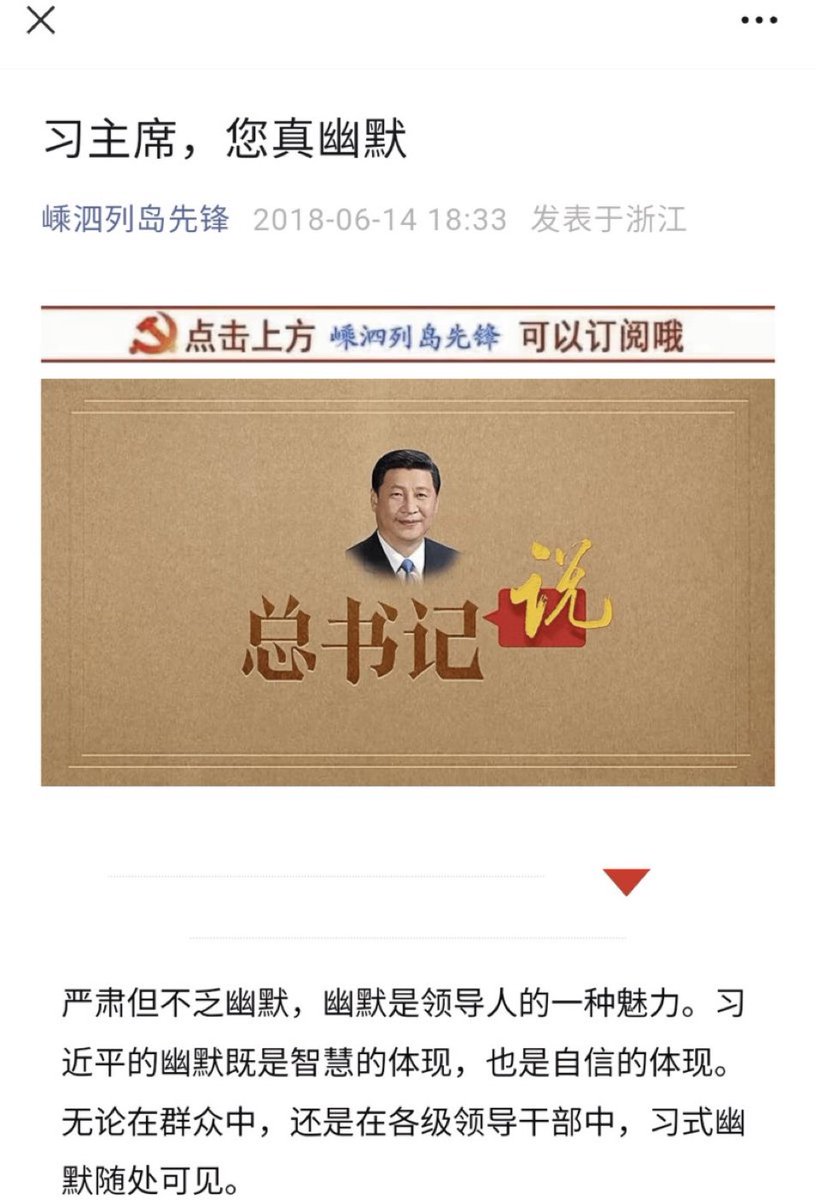 习主席，您真幽默
嵊泗列岛先锋 2018-06-14 18:33 发表于浙江
点击上方 嵊泗列岛先锋 可以订阅哦
总书记说
严肃但不乏幽默，幽默是领导人的一种魅力。习
近平的幽默既是智慧的体现，也是自信的体现。
无论在群众中，还是在各级领导干部中，习式幽
默随处可见。